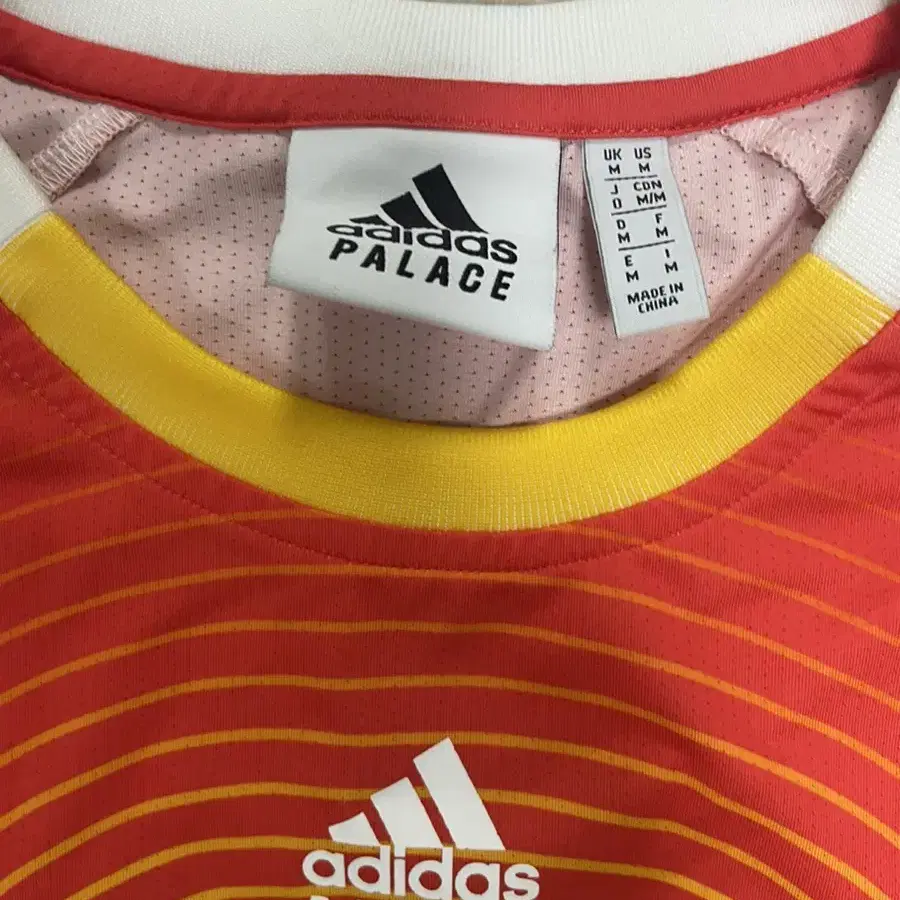 adidas
PALACE
UK US
M M
J CDN
O M/M
D F
M M
E I
M M
MADE IN
CHINA
adidas